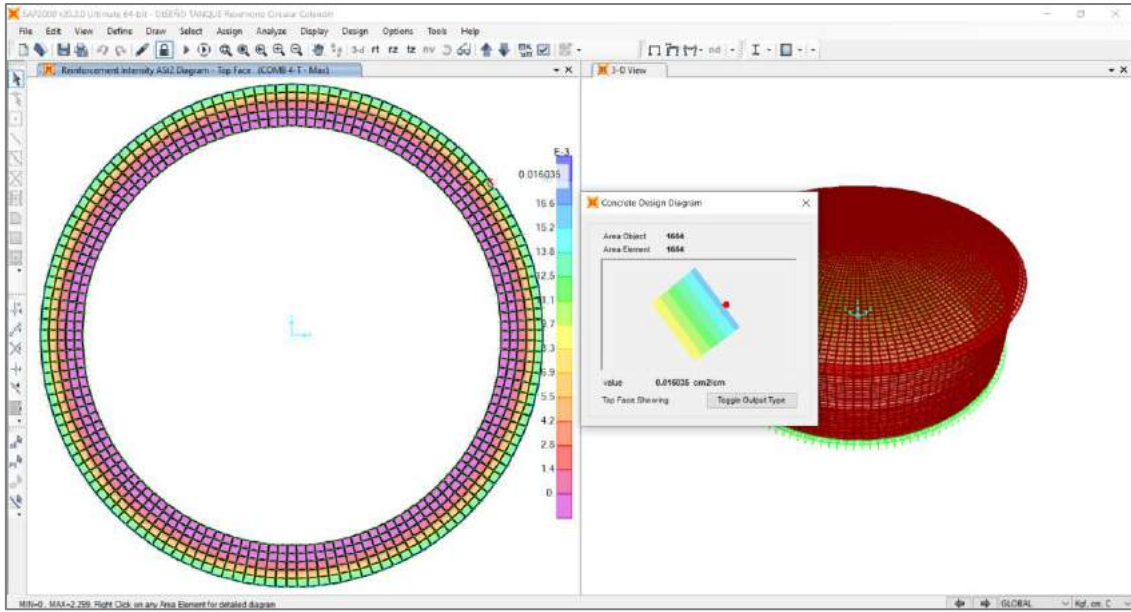 SAP2000 v20.2.0 Ultimate 64-bit - DISEÑO TANQUE Reservorio Circular
File Edit View Define Draw Select Assign Analyze Display Design Options Tools Help
3-d
nv
nd
Reinforcement Intensity ASt2 Diagram - Top Face (COMB 4-T - Max)
3-D View
E-3
0.016035
16.6
15.2
13.8
12.5
11.1
9.7
8.3
6.9
5.5
4.2
2.8
1.4
0
Concrete Design Diagram
Area Object 1684
Area Element 1684
value 0.016035 cm2/cm
Top Face Showing Toggle Output Type
MIN=0, MAX=2.299, Right Click on any Area Element for detailed diagram
GLOBAL Kgf, cm, C